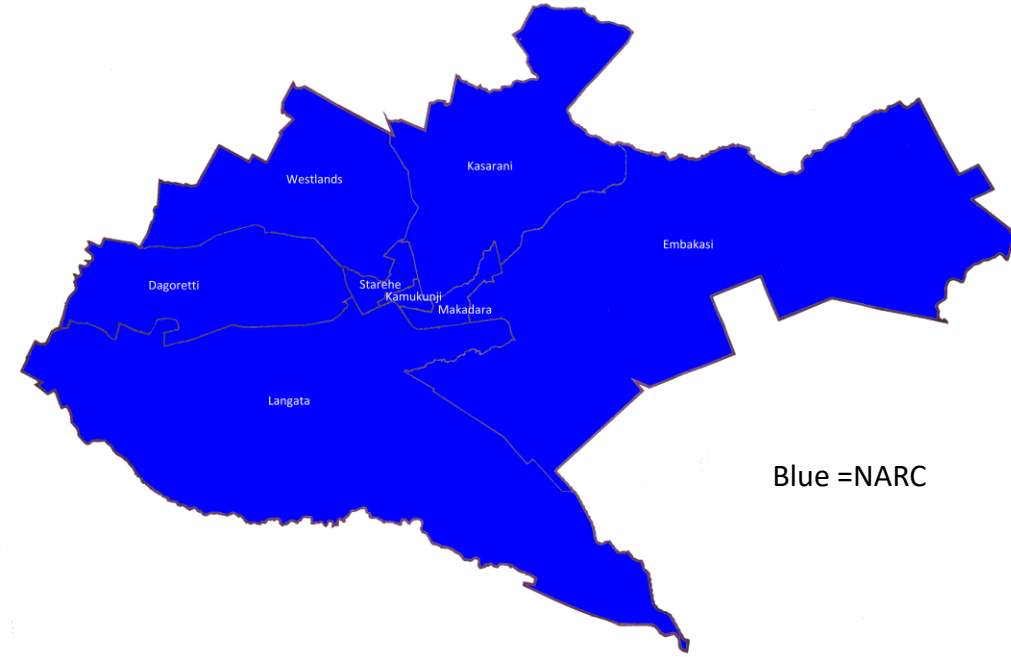 Kasarani
Westlands
Embakasi
Dagoretti
Starehe
Kamukunji
Makadara
Langata
Blue =NARC